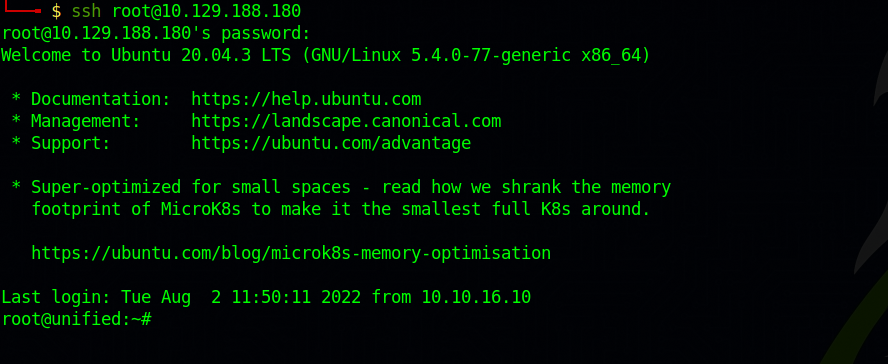 $ ssh root@10.129.188.180
root@10.129.188.180's password:
Welcome to Ubuntu 20.04.3 LTS (GNU/Linux 5.4.0-77-generic x86_64)

 * Documentation:  https://help.ubuntu.com
 * Management:     https://landscape.canonical.com
 * Support:        https://ubuntu.com/advantage

 * Super-optimized for small spaces - read how we shrank the memory
   footprint of MicroK8s to make it the smallest full K8s around.

   https://ubuntu.com/blog/microk8s-memory-optimisation

Last login: Tue Aug  2 11:50:11 2022 from 10.10.16.10
root@unified:~#